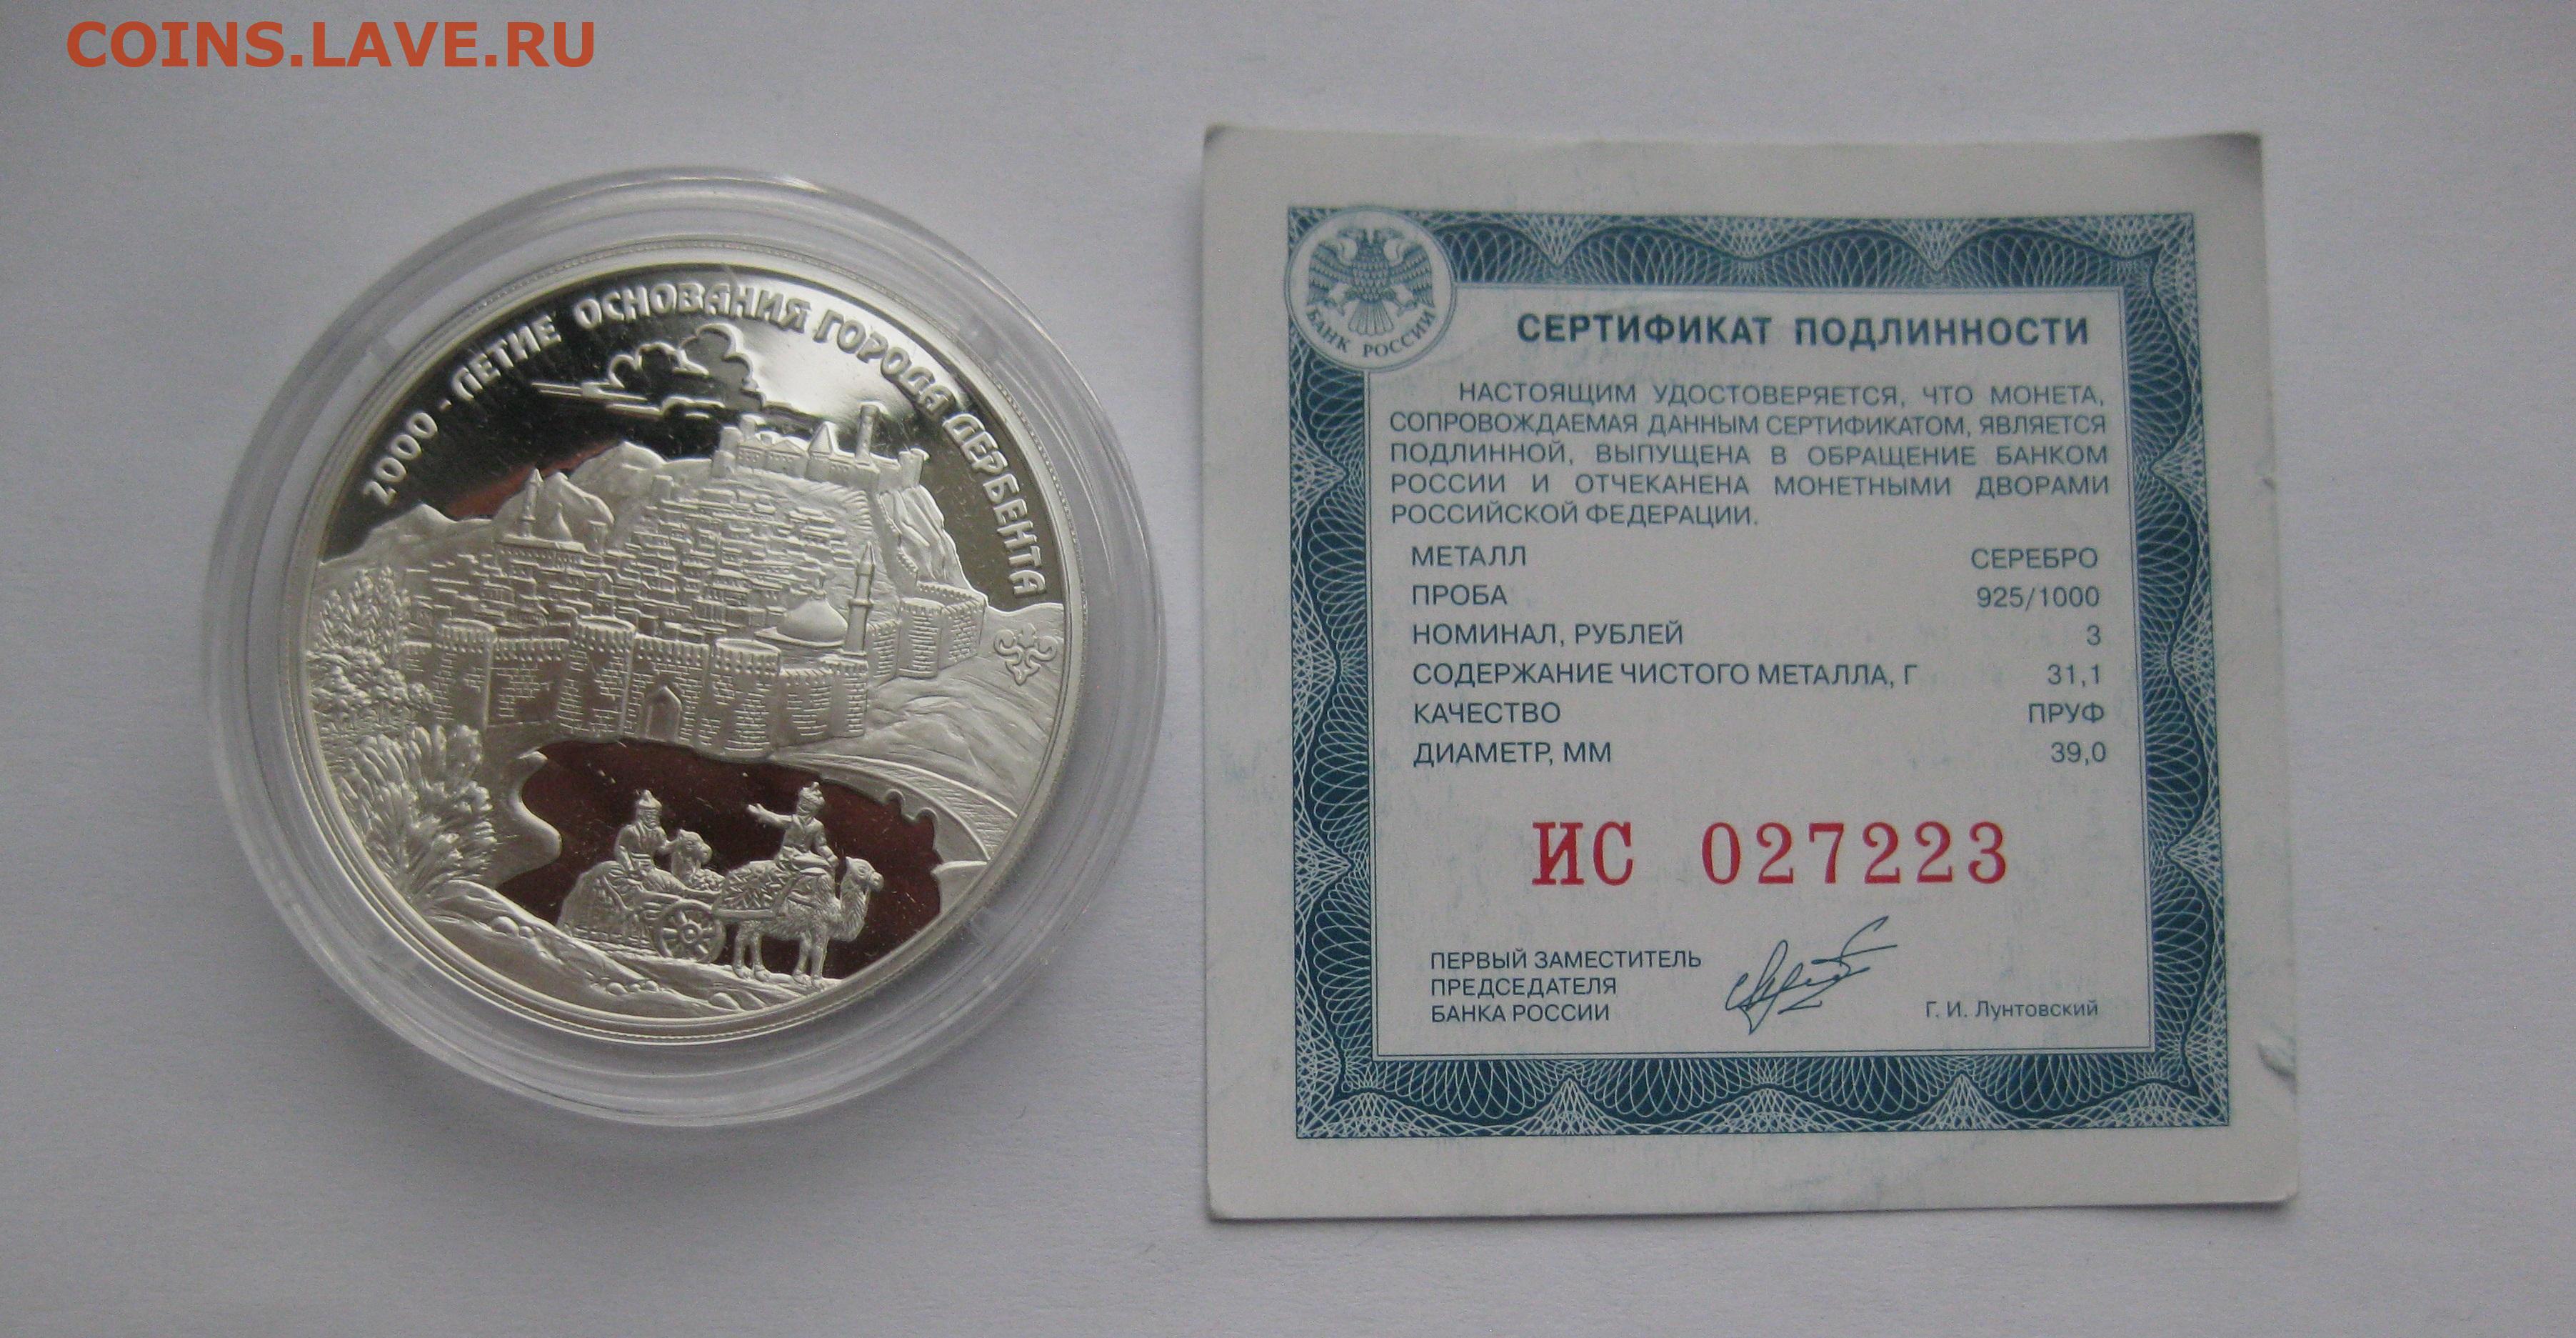 COINS.LAVE.RU
2000 - ЛЕТИЕ ОСНОВАНИЯ ГОРОДА ДЕРБЕНТА
БАНК РОССИИ
СЕРТИФИКАТ ПОДЛИННОСТИ
НАСТОЯЩИМ УДОСТОВЕРЯЕТСЯ, ЧТО МОНЕТА,
СОПРОВОЖДАЕМАЯ ДАННЫМ СЕРТИФИКАТОМ, ЯВЛЯЕТСЯ
ПОДЛИННОЙ, ВЫПУЩЕНА В ОБРАЩЕНИЕ БАНКОМ
РОССИИ И ОТЧЕКАНЕНА МОНЕТНЫМИ ДВОРАМИ
РОССИЙСКОЙ ФЕДЕРАЦИИ.
МЕТАЛЛ СЕРЕБРО
ПРОБА 925/1000
НОМИНАЛ, РУБЛЕЙ 3
СОДЕРЖАНИЕ ЧИСТОГО МЕТАЛЛА, Г 31,1
КАЧЕСТВО ПРУФ
ДИАМЕТР, ММ 39,0
ИС 027223
ПЕРВЫЙ ЗАМЕСТИТЕЛЬ
ПРЕДСЕДАТЕЛЯ
БАНКА РОССИИ Г. И. Лунтовский